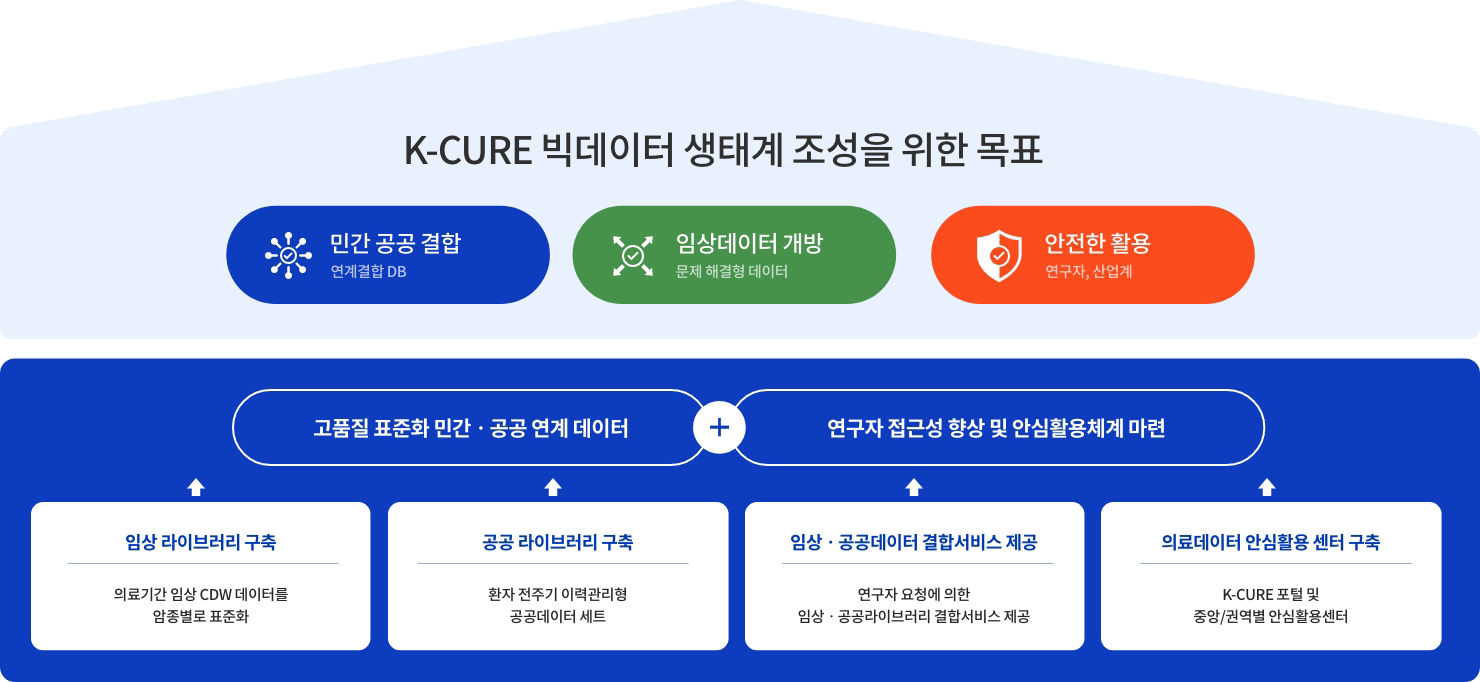 K-CURE 빅데이터 생태계 조성을 위한 목표
민간 공공 결합
연계결합 DB
임상데이터 개방
문제 해결형 데이터
안전한 활용
연구자, 산업계
고품질 표준화 민간 · 공공 연계 데이터
+
연구자 접근성 향상 및 안심활용체계 마련
임상 라이브러리 구축
의료기간 임상 CDW 데이터를
암종별로 표준화
공공 라이브러리 구축
환자 전주기 이력관리형
공공데이터 세트
임상 · 공공데이터 결합서비스 제공
연구자 요청에 의한
임상 · 공공라이브러리 결합서비스 제공
의료데이터 안심활용 센터 구축
K-CURE 포털 및
중앙/권역별 안심활용센터